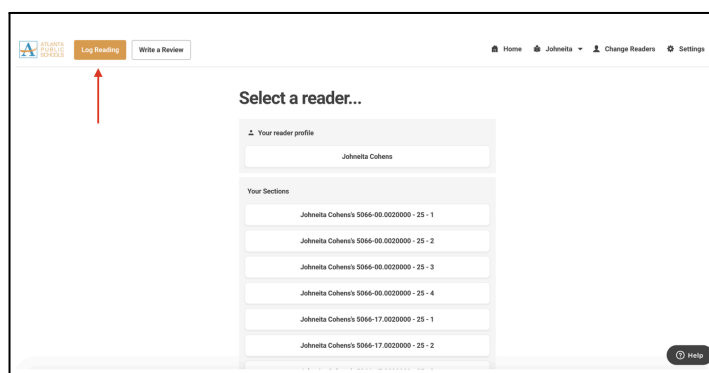 ATLANTA
PUBLIC
SCHOOLS
Log Reading
Write a Review
Home
Johneita
Change Readers
Settings
Select a reader...
Your reader profile
Johneita Cohens
Your Sections
Johneita Cohens's 5066-00.0020000 - 25 - 1
Johneita Cohens's 5066-00.0020000 - 25 - 2
Johneita Cohens's 5066-00.0020000 - 25 - 3
Johneita Cohens's 5066-00.0020000 - 25 - 4
Johneita Cohens's 5066-17.0020000 - 25 - 1
Johneita Cohens's 5066-17.0020000 - 25 - 2
Help